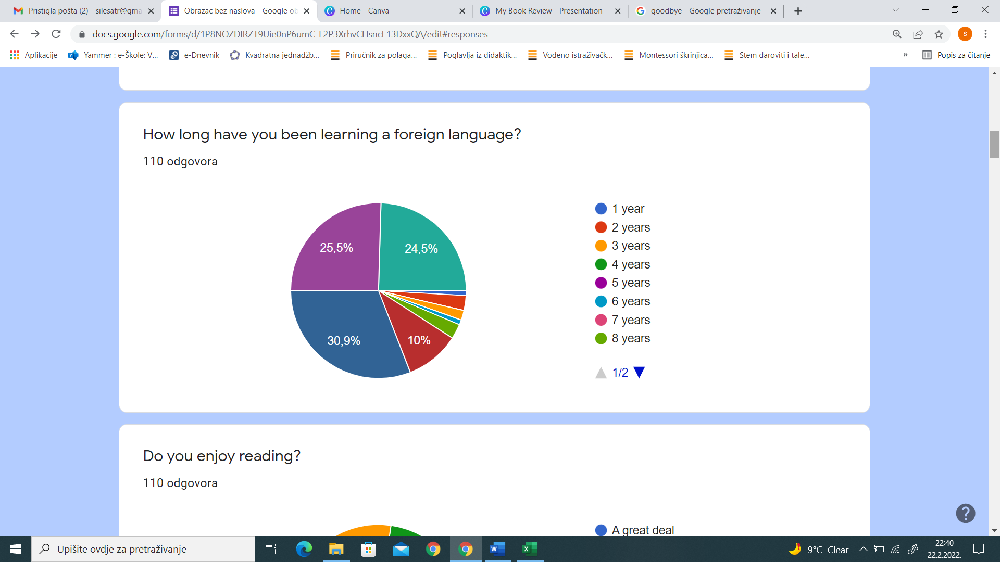 Pristigla pošta (2) - silesatr@gma
Obrazac bez naslova - Google ob
Home - Canva
My Book Review - Presentation
goodbye - Google pretraživanje
docs.google.com/forms/d/1P8NOZDIRZT9Uie0nP6umC_F2P3XrhvCHsncE13DxxQA/edit#responses
s
Aplikacije
Yammer : e-Škole: V...
e-Dnevnik
Kvadratna jednadžb...
Priručnik za polaga...
Poglavlja iz didaktik...
Vođeno istraživačk...
Montessori škrinjica...
Stem daroviti i tale...
»
Popis za čitanje
How long have you been learning a foreign language?
110 odgovora
25,5%
24,5%
30,9%
10%
1 year
2 years
3 years
4 years
5 years
6 years
7 years
8 years
1/2
Do you enjoy reading?
110 odgovora
A great deal
?
Upišite ovdje za pretraživanje
9°C Clear
22:40
22.2.2022.